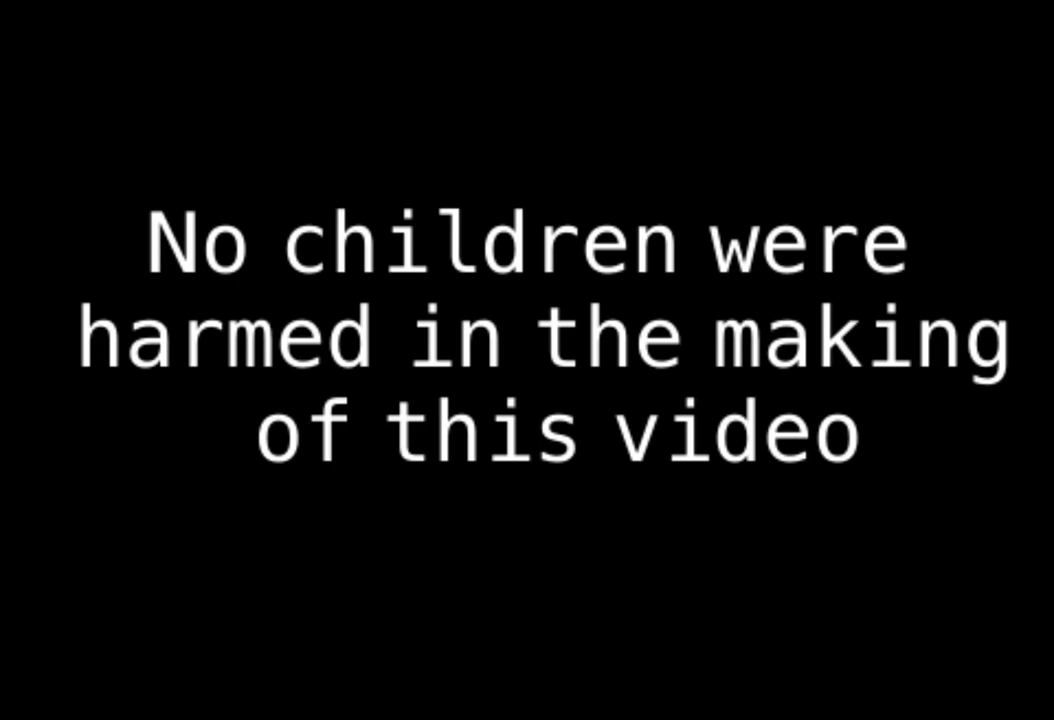 No children were
harmed in the making
of this video